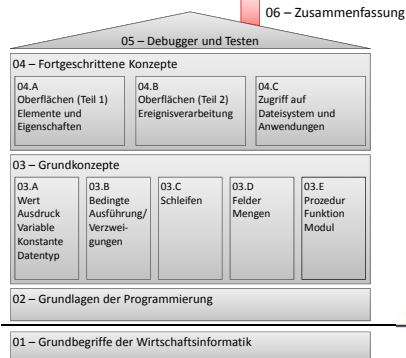 06 – Zusammenfassung
05 – Debugger und Testen
04 – Fortgeschrittene Konzepte
04.A
Oberflächen (Teil 1)
Elemente und
Eigenschaften
04.B
Oberflächen (Teil 2)
Ereignisverarbeitung
04.C
Zugriff auf
Dateisystem und
Anwendungen
03 – Grundkonzepte
03.A
Wert
Ausdruck
Variable
Konstante
Datentyp
03.B
Bedingte
Ausführung/
Verzwei-
gungen
03.C
Schleifen
03.D
Felder
Mengen
03.E
Prozedur
Funktion
Modul
02 – Grundlagen der Programmierung
01 – Grundbegriffe der Wirtschaftsinformatik